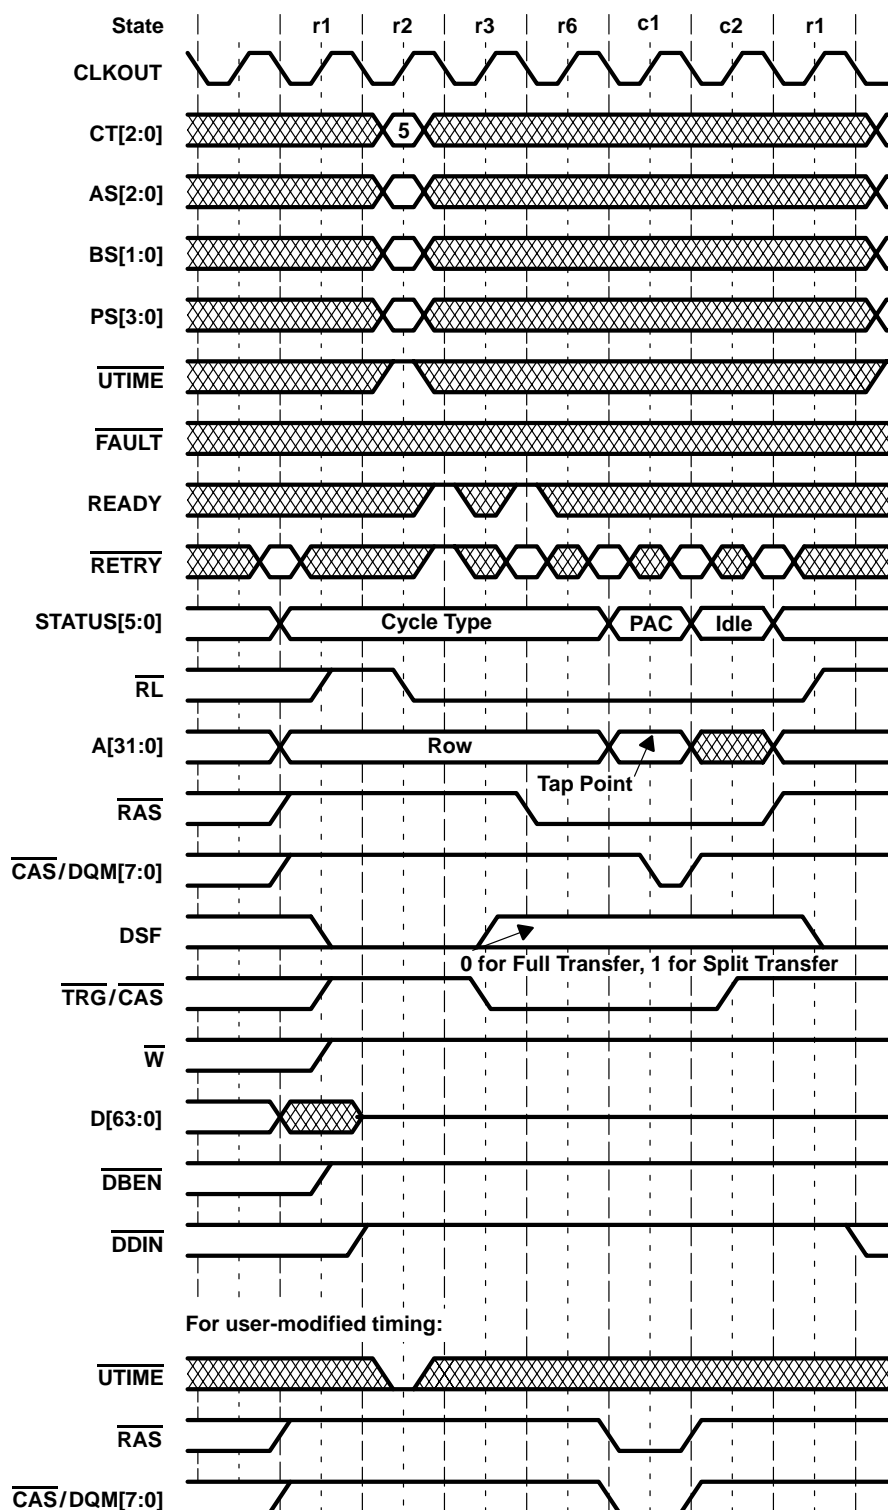 State r1 r2 r3 r6 c1 c2 r1
CLKOUT
CT[2:0] 5
AS[2:0]
BS[1:0]
PS[3:0]
UTIME
FAULT
READY
RETRY
STATUS[5:0] Cycle Type PAC Idle
RL
A[31:0] Row
Tap Point
RAS
CAS/DQM[7:0]
DSF
0 for Full Transfer, 1 for Split Transfer
TRG/CAS
W
D[63:0]
DBEN
DDIN
For user-modified timing:
UTIME
RAS
CAS/DQM[7:0]